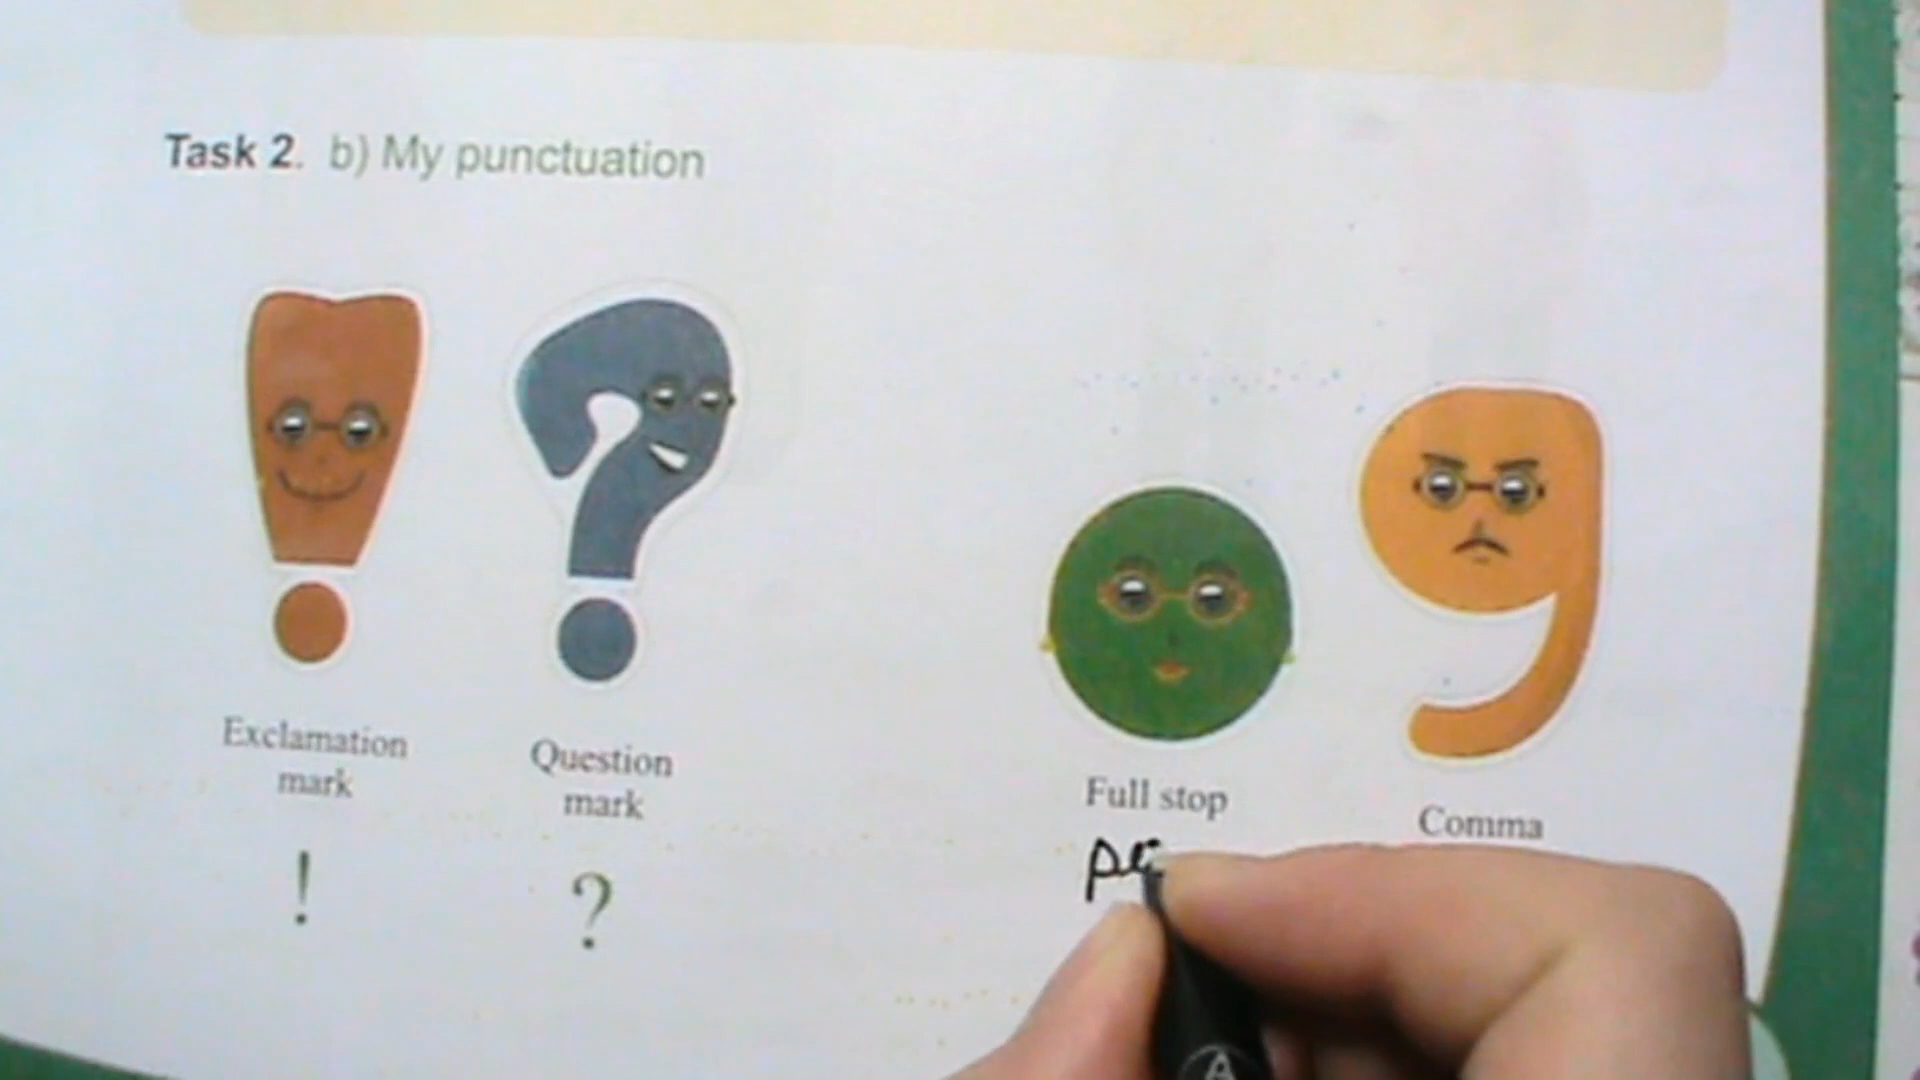 Task 2. b) My punctuation
Exclamation
mark
!
Question
mark
?
Full stop
Comma